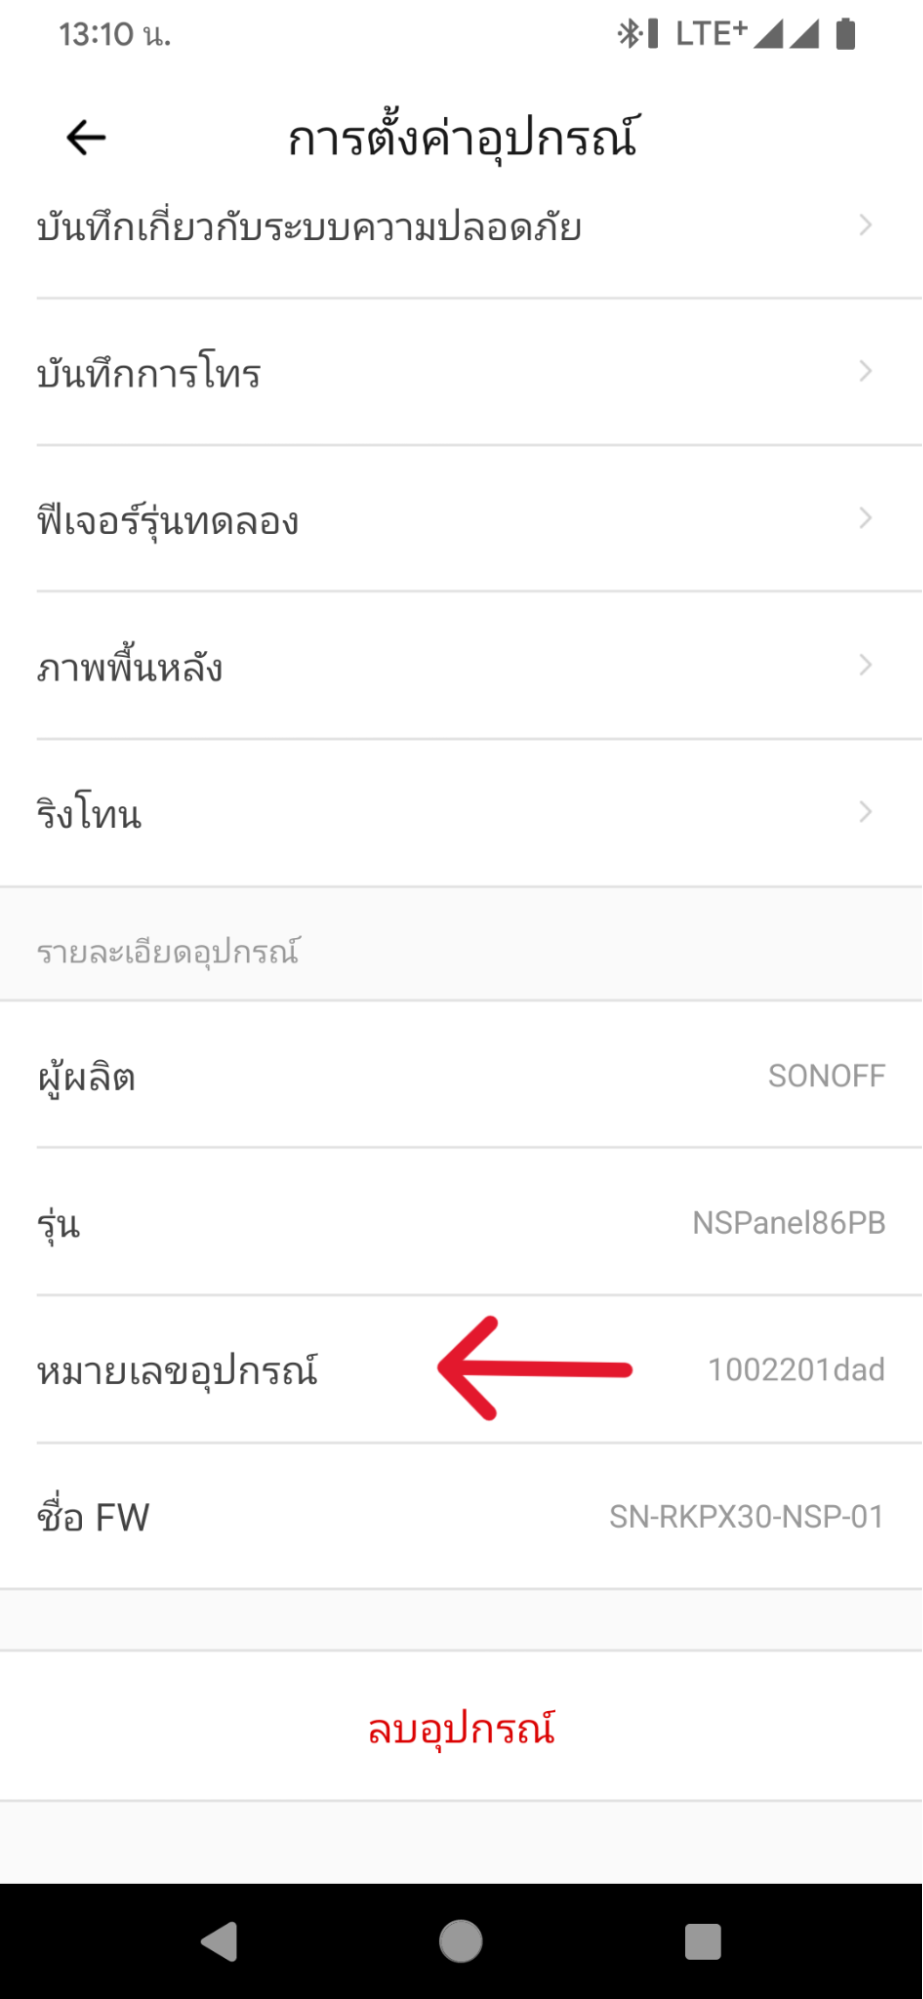 13:10 น. LTE+
การตั้งค่าอุปกรณ์
บันทึกเกี่ยวกับระบบความปลอดภัย
บันทึกการโทร
ฟีเจอร์รุ่นทดลอง
ภาพพื้นหลัง
ริงโทน
รายละเอียดอุปกรณ์
ผู้ผลิต SONOFF
รุ่น NSPanel86PB
หมายเลขอุปกรณ์ 1002201dad
ชื่อ FW SN-RKPX30-NSP-01
ลบอุปกรณ์